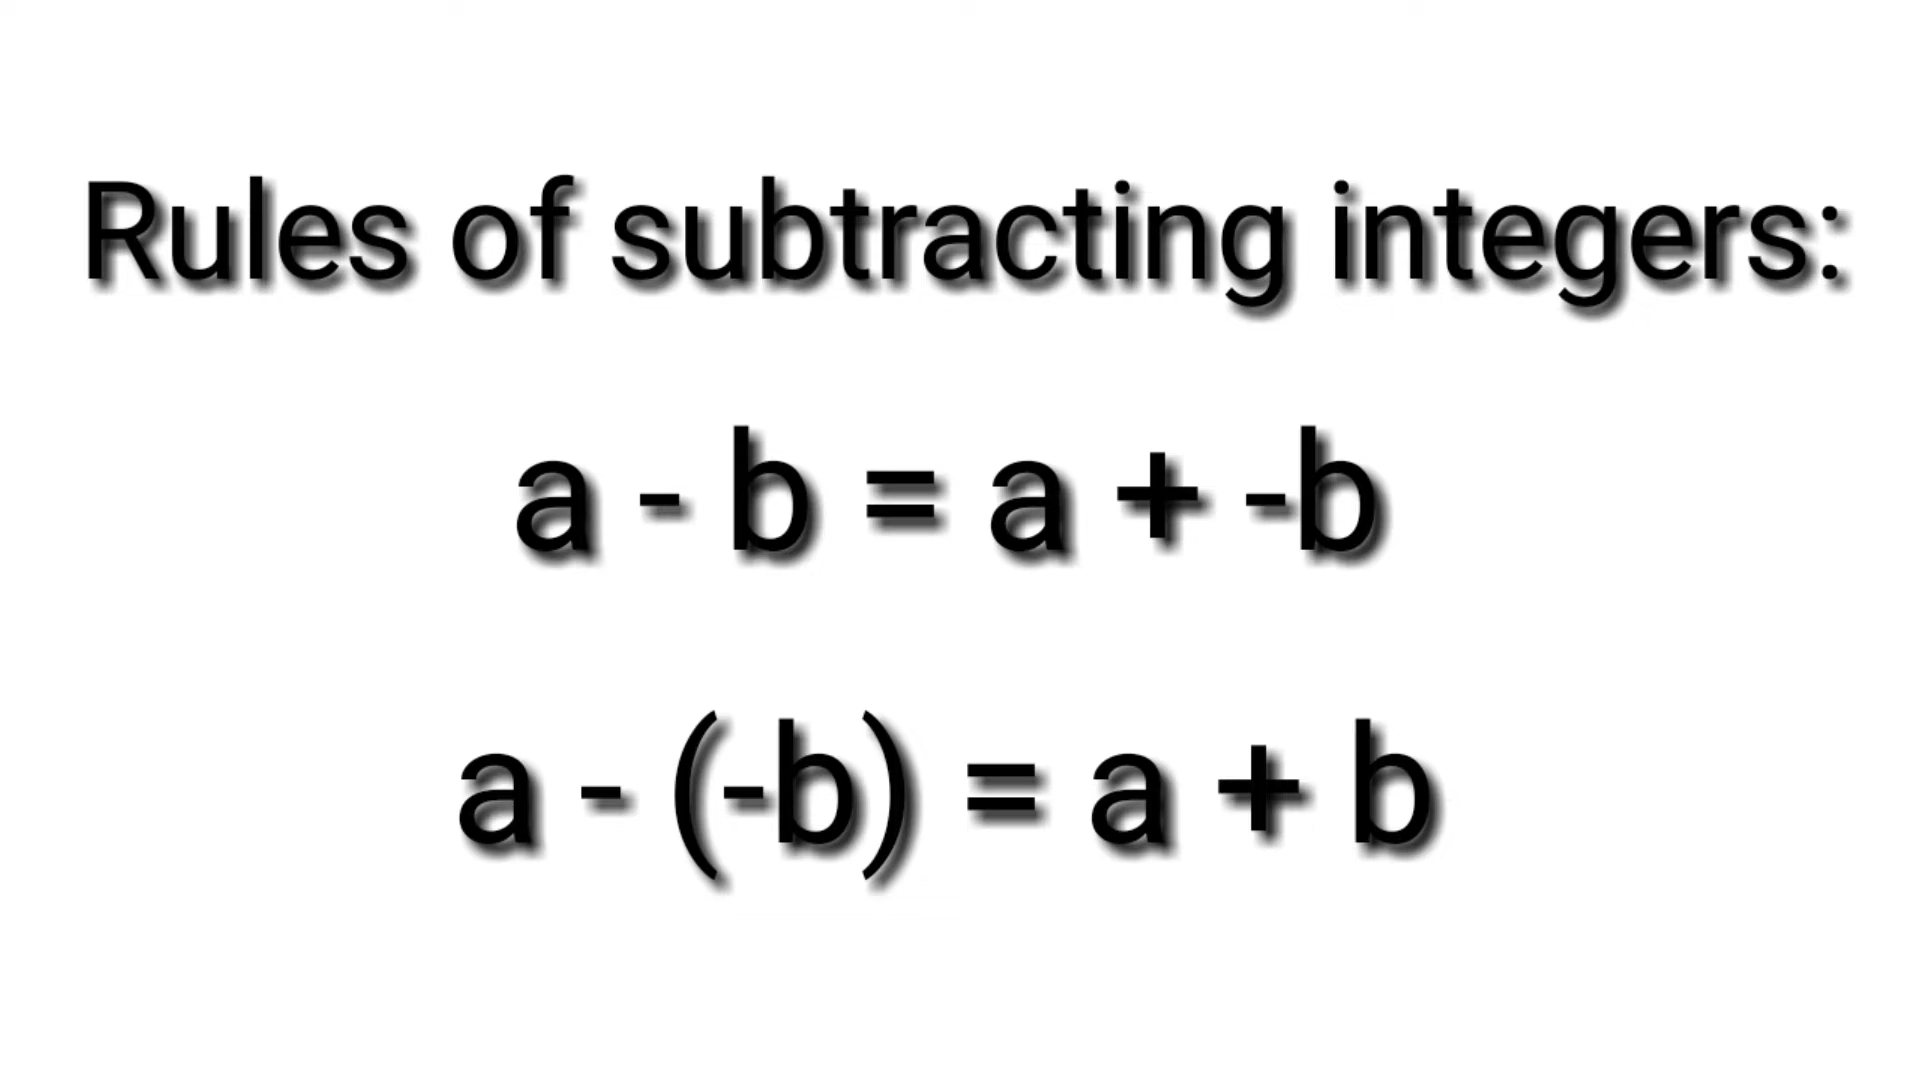 Rules of subtracting integers:
a - b = a + -b
a - (-b) = a + b